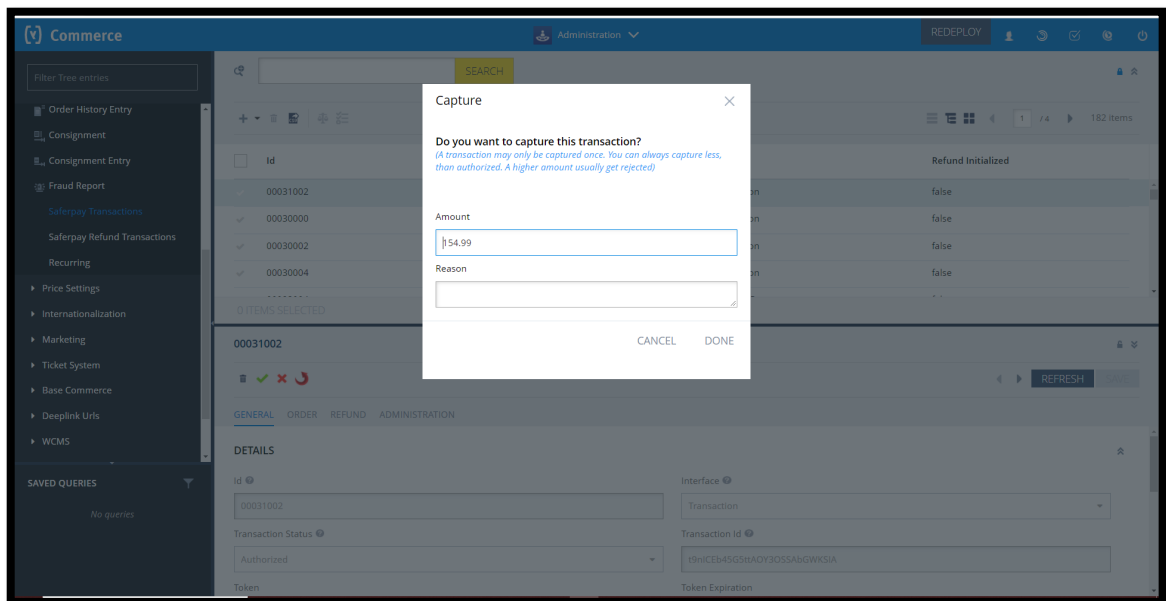 {y} Commerce
Administration
REDEPLOY
Filter Tree entries
SEARCH
Order History Entry
Consignment
Consignment Entry
Fraud Report
Saferpay Transactions
Saferpay Refund Transactions
Recurring
Price Settings
Internationalization
Marketing
Ticket System
Base Commerce
Deeplink Urls
WCMS
SAVED QUERIES
No queries
1 / 4
182 items
Id
Refund Initialized
00031002
on
false
00030000
on
false
00030002
on
false
00030004
on
false
0 ITEMS SELECTED
Capture
Do you want to capture this transaction?
(A transaction may only be captured once. You can always capture less,
than authorized. A higher amount usually get rejected)
Amount
154.99
Reason
CANCEL DONE
00031002
REFRESH SAVE
GENERAL ORDER REFUND ADMINISTRATION
DETAILS
Id
Interface
00031002
Transaction
Transaction Status
Transaction Id
Authorized
Token
Token Expiration